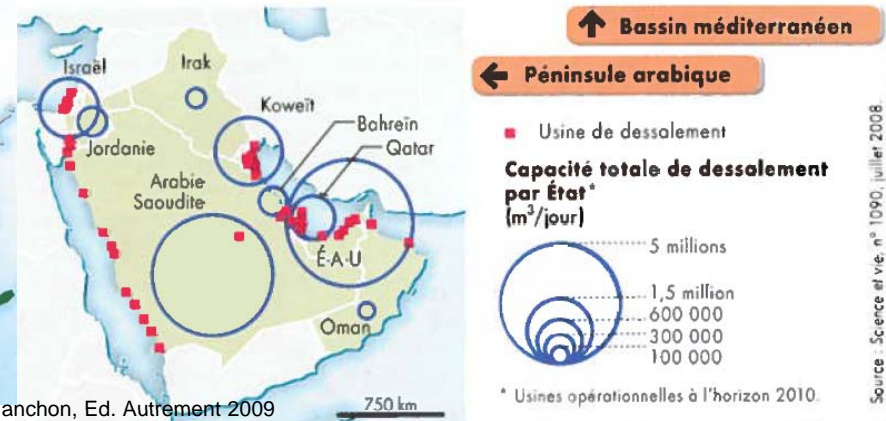 Israël
Irak
Koweït
Bahreïn
Qatar
Jordanie
Arabie
Saoudite
É-A-U
Oman
750 km
anchon, Ed. Autrement 2009
↑ Bassin méditerranéen
← Péninsule arabique
Usine de dessalement
Capacité totale de dessalement
par État*
(m³/jour)
5 millions
1,5 million
600 000
300 000
100 000
* Usines opérationnelles à l'horizon 2010.
Source : Science et vie, n° 1090, juillet 2008.